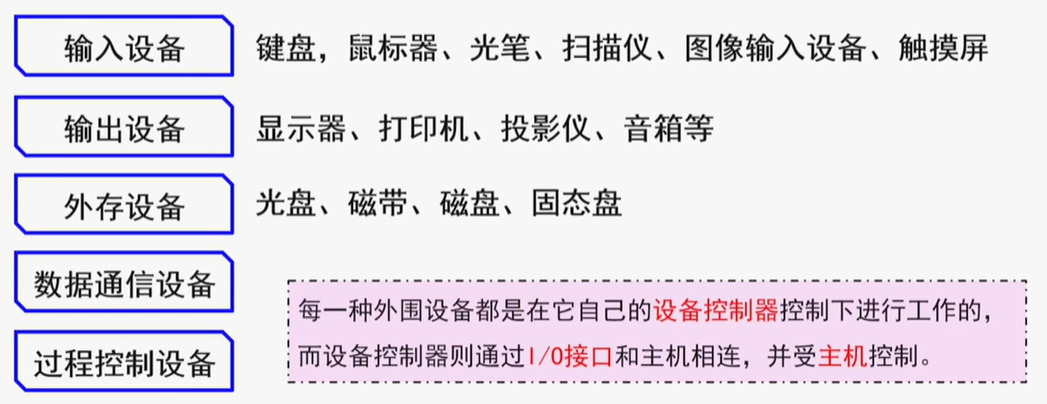 输入设备 键盘，鼠标器、光笔、扫描仪、图像输入设备、触摸屏
输出设备 显示器、打印机、投影仪、音箱等
外存设备 光盘、磁带、磁盘、固态盘
数据通信设备
过程控制设备
每一种外围设备都是在它自己的设备控制器控制下进行工作的，
而设备控制器则通过I/O接口和主机相连，并受主机控制。